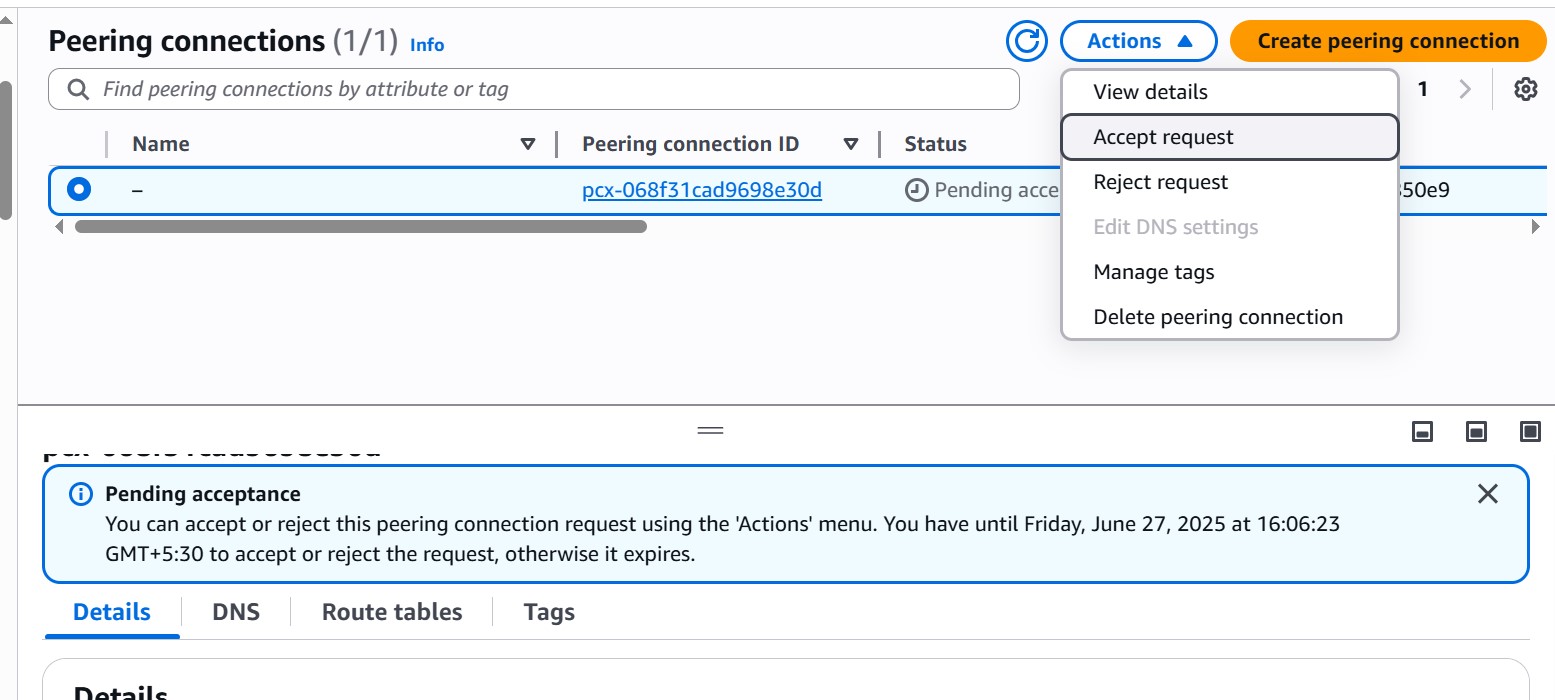 Peering connections (1/1) Info
Actions
Create peering connection
Find peering connections by attribute or tag
1
View details
Accept request
Reject request
Edit DNS settings
Manage tags
Delete peering connection
Name
Peering connection ID
Status
–
pcx-068f31cad9698e30d
Pending acce
50e9
Pending acceptance
You can accept or reject this peering connection request using the 'Actions' menu. You have until Friday, June 27, 2025 at 16:06:23
GMT+5:30 to accept or reject the request, otherwise it expires.
Details
DNS
Route tables
Tags
Details